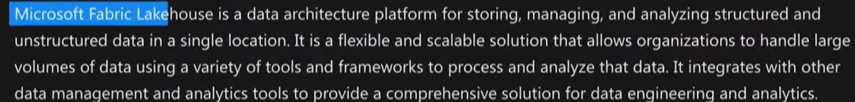 Microsoft Fabric Lakehouse is a data architecture platform for storing, managing, and analyzing structured and
unstructured data in a single location. It is a flexible and scalable solution that allows organizations to handle large
volumes of data using a variety of tools and frameworks to process and analyze that data. It integrates with other
data management and analytics tools to provide a comprehensive solution for data engineering and analytics.